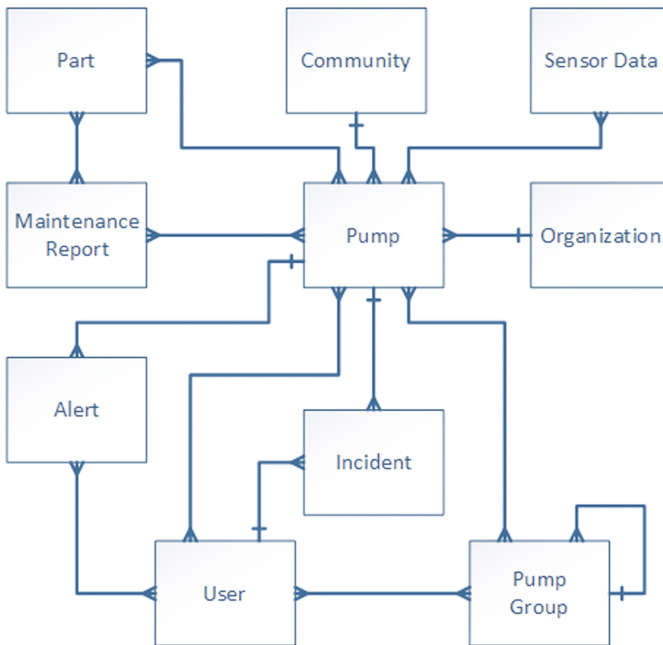 Part
Community
Sensor Data
Maintenance
Report
Pump
Organization
Alert
Incident
User
Pump
Group